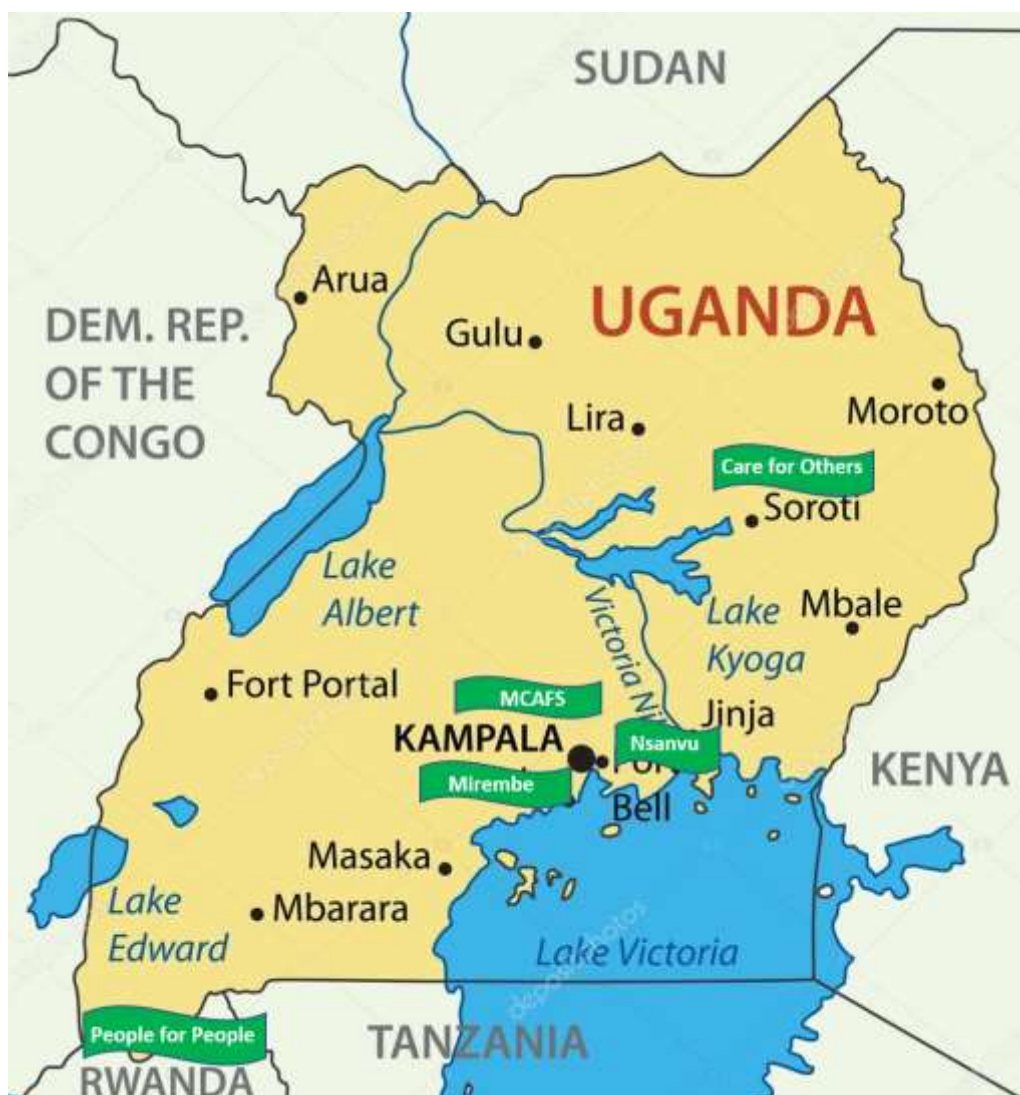 SUDAN
Arua
UGANDA
DEM. REP.
OF THE
CONGO
Gulu
Moroto
Lira
Care for Others
Soroti
Lake
Albert
Victoria Ni
Lake
Kyoga
Mbale
Fort Portal
MCAFS
Jinja
KAMPALA
Nsanvu
KENYA
Mirembe
Bell
Masaka
Lake
Edward
Mbarara
Lake Victoria
depositphotos
People for People
TANZANIA
RWANDA